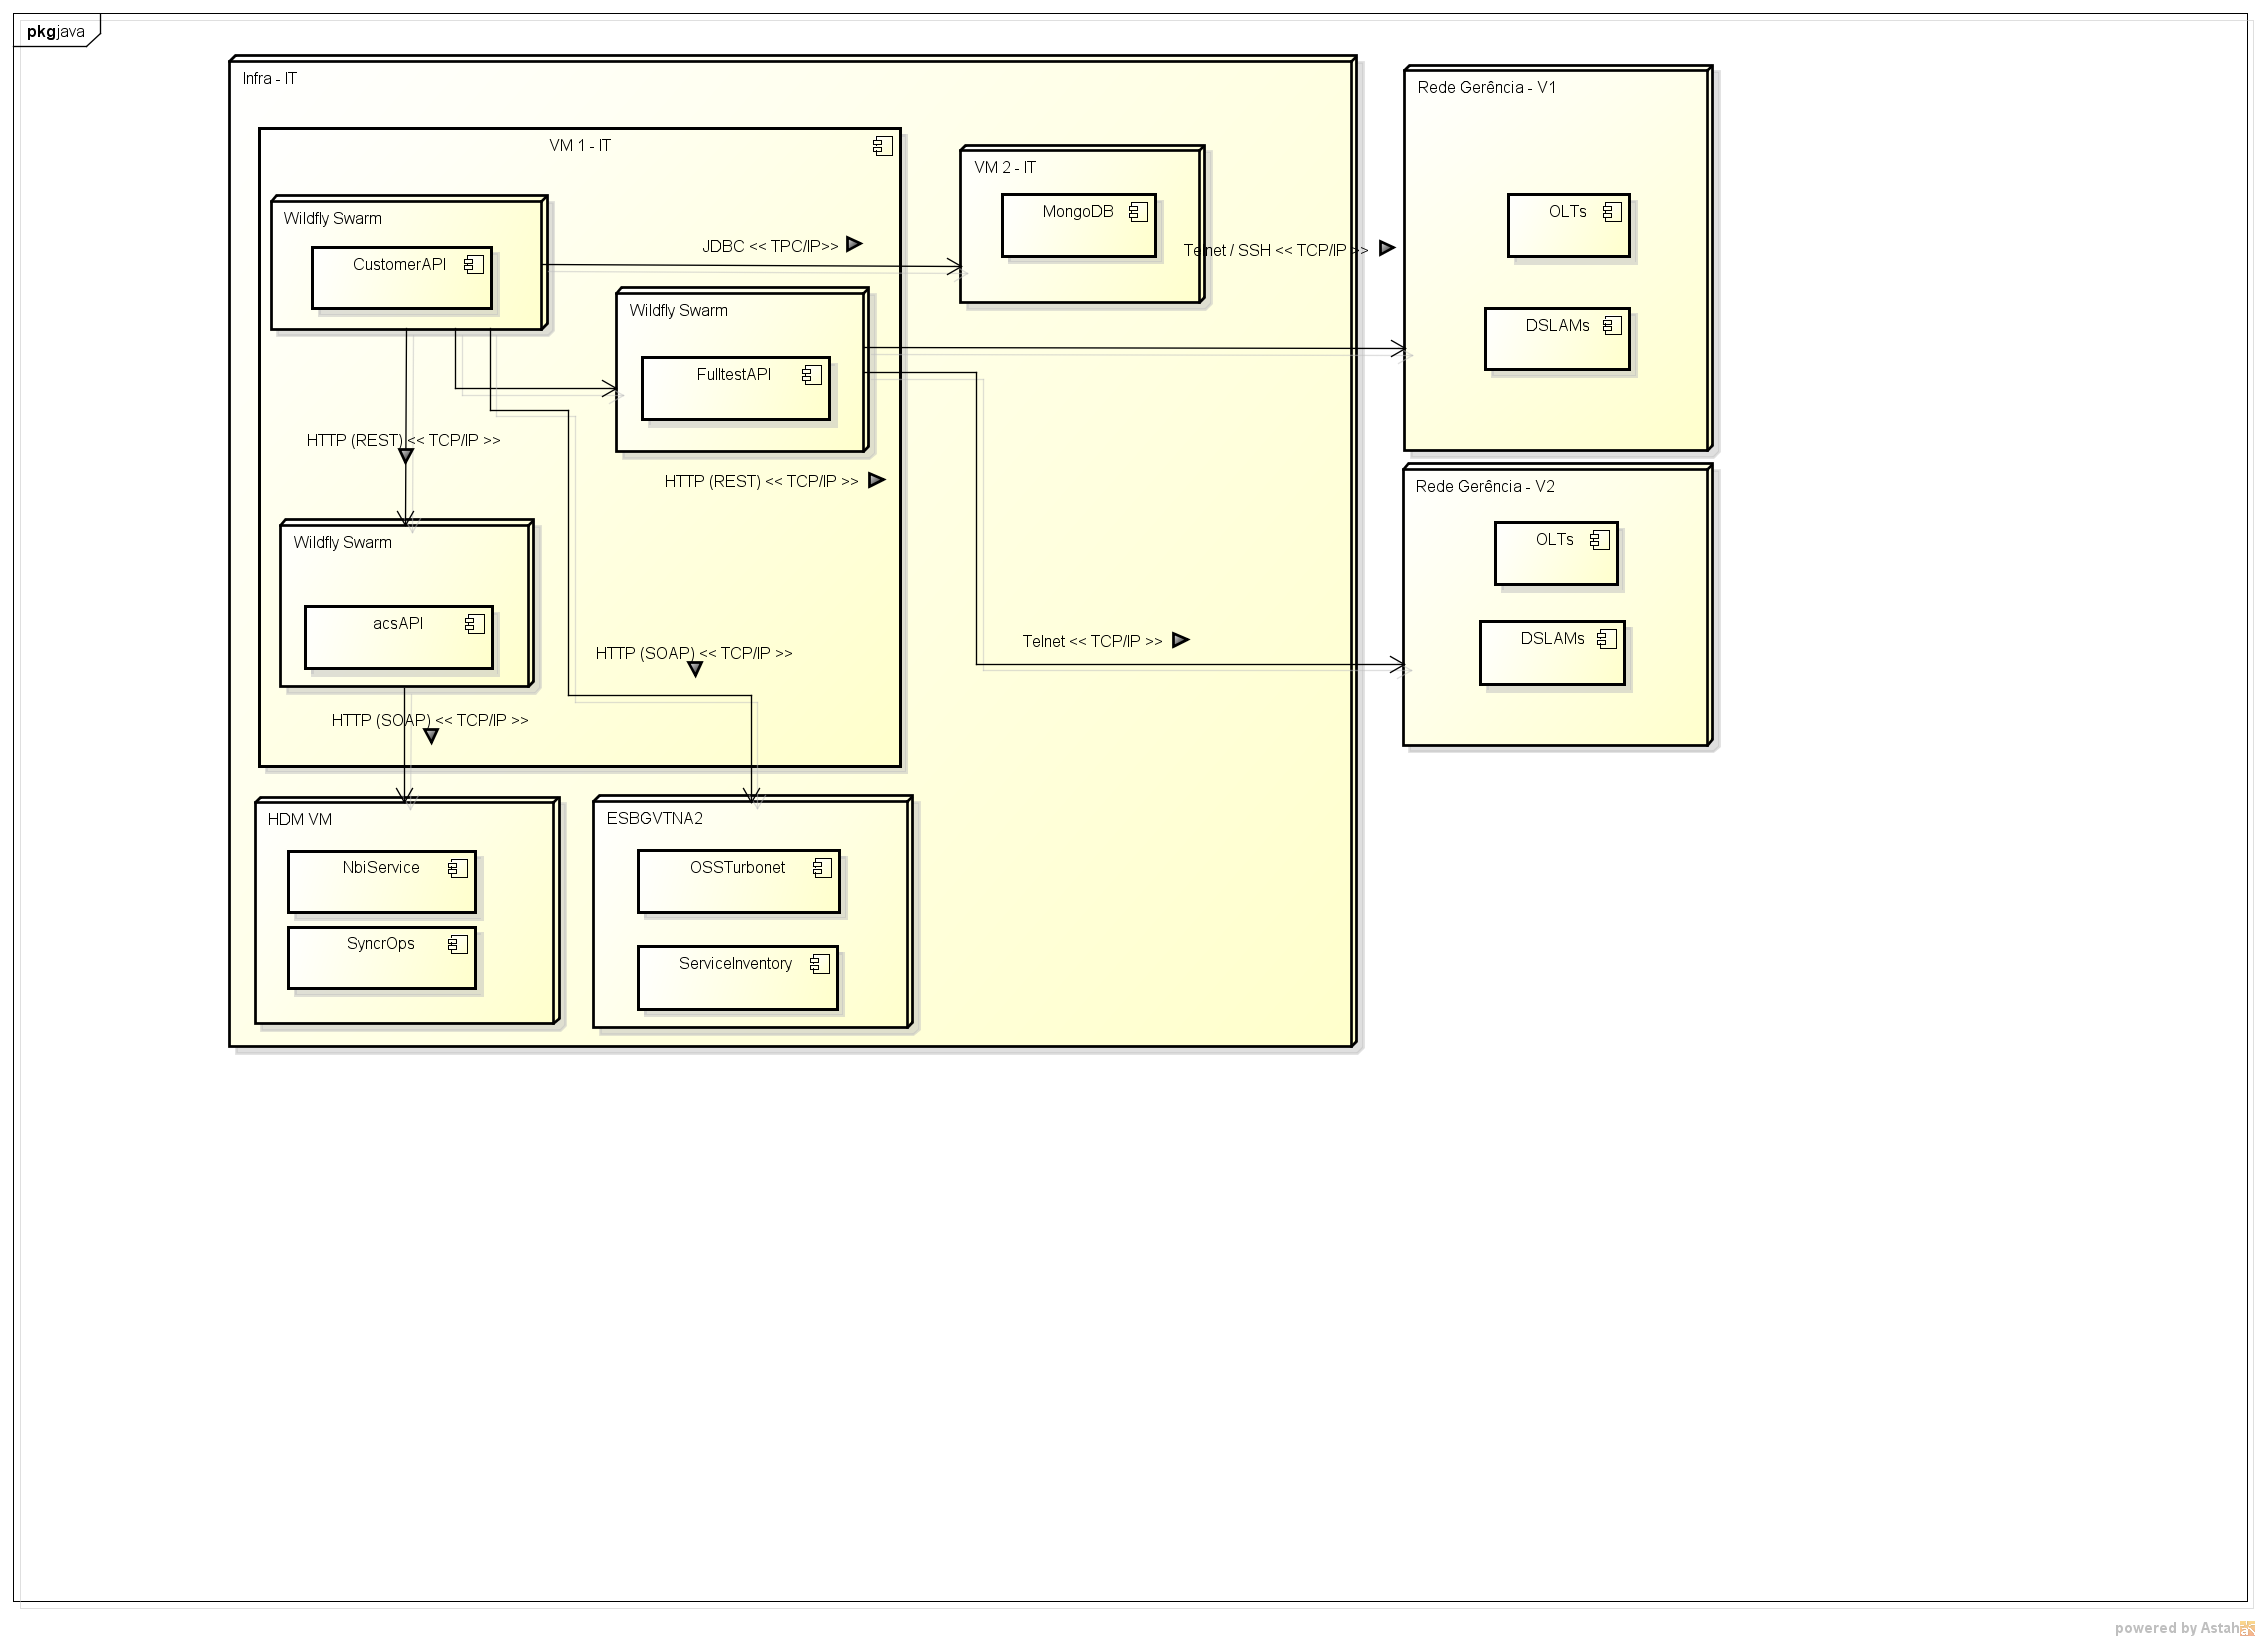 pkg java
Infra - IT
VM 1 - IT
Wildfly Swarm
CustomerAPI
JDBC << TPC/IP>>
VM 2 - IT
MongoDB
Telnet / SSH << TCP/IP >>
Rede Gerência - V1
OLTs
DSLAMs
Wildfly Swarm
FulltestAPI
HTTP (REST) << TCP/IP >>
HTTP (REST) << TCP/IP >>
Rede Gerência - V2
OLTs
DSLAMs
Wildfly Swarm
acsAPI
HTTP (SOAP) << TCP/IP >>
Telnet << TCP/IP >>
HTTP (SOAP) << TCP/IP >>
HDM VM
NbiService
SyncrOps
ESBGVTNA2
OSSTurbonet
ServiceInventory
powered by Astah